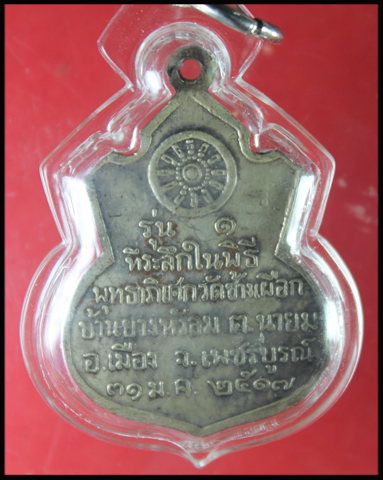 รุ่น ๑
ที่ระลึกในพิธี
พุทธาภิเษกวัดช้างเผือก
บ้านบางหว้อม ต.นายม
อ.เมือง จ.เพชรบูรณ์
๓๑ ม.ค. ๒๕๑๗